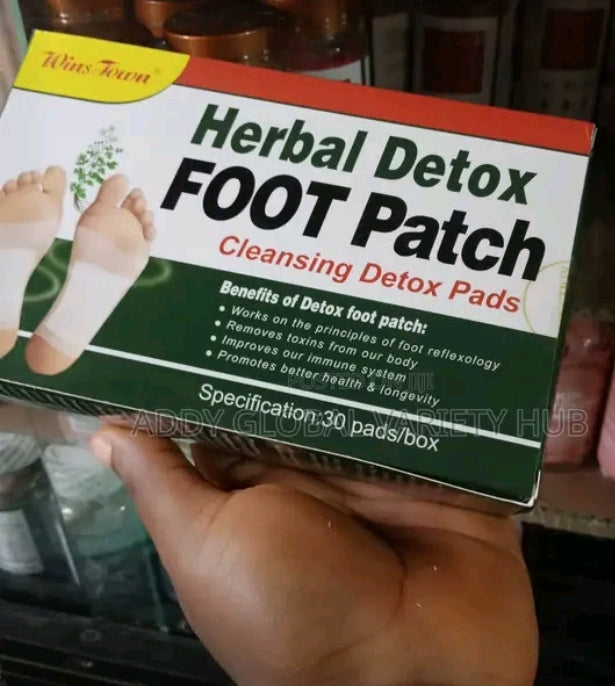 Wins Town
Herbal Detox
FOOT Patch
Cleansing Detox Pads
Benefits of Detox foot patch:
• Works on the principles of foot reflexology
• Removes toxins from our body
• Improves our immune system
• Promotes better health & longevity
Specification:30 pads/box
ADDY GLOBAL VARIETY HUB